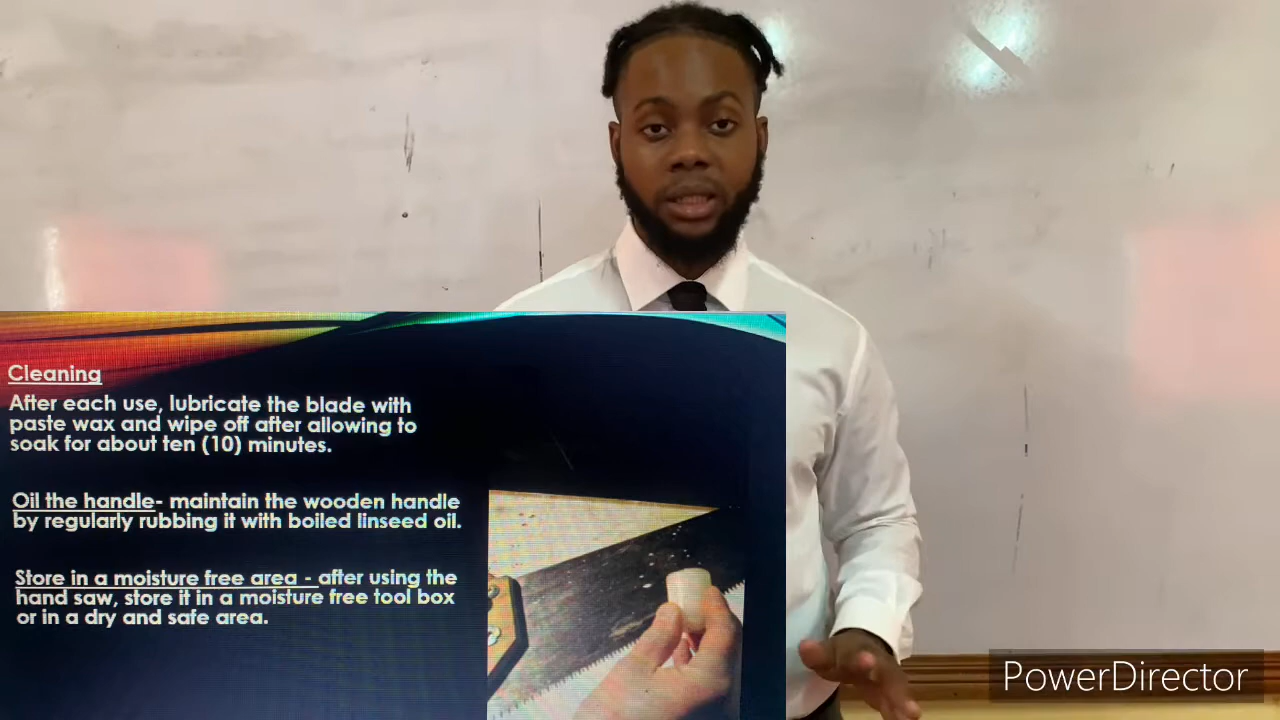 Cleaning
After each use, lubricate the blade with
paste wax and wipe off after allowing to
soak for about ten (10) minutes.
Oil the handle- maintain the wooden handle
by regularly rubbing it with boiled linseed oil.
Store in a moisture free area - after using the
hand saw, store it in a moisture free tool box
or in a dry and safe area.
PowerDirector